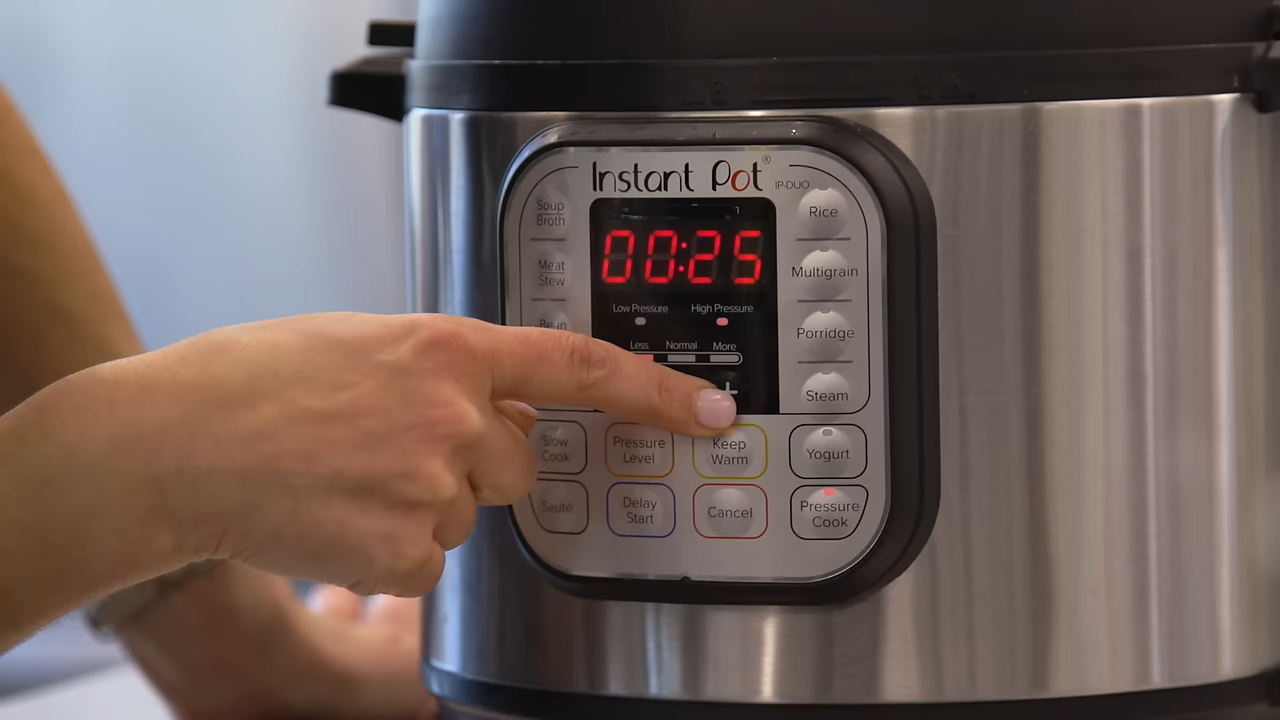 Instant Pot®
IP-DUO
00:25
Low Pressure High Pressure
Less Normal More
+
Soup
Broth
Meat
Stew
Bean
Rice
Multigrain
Porridge
Steam
Slow
Cook
Pressure
Level
Keep
Warm
Yogurt
Sauté
Delay
Start
Cancel
Pressure
Cook